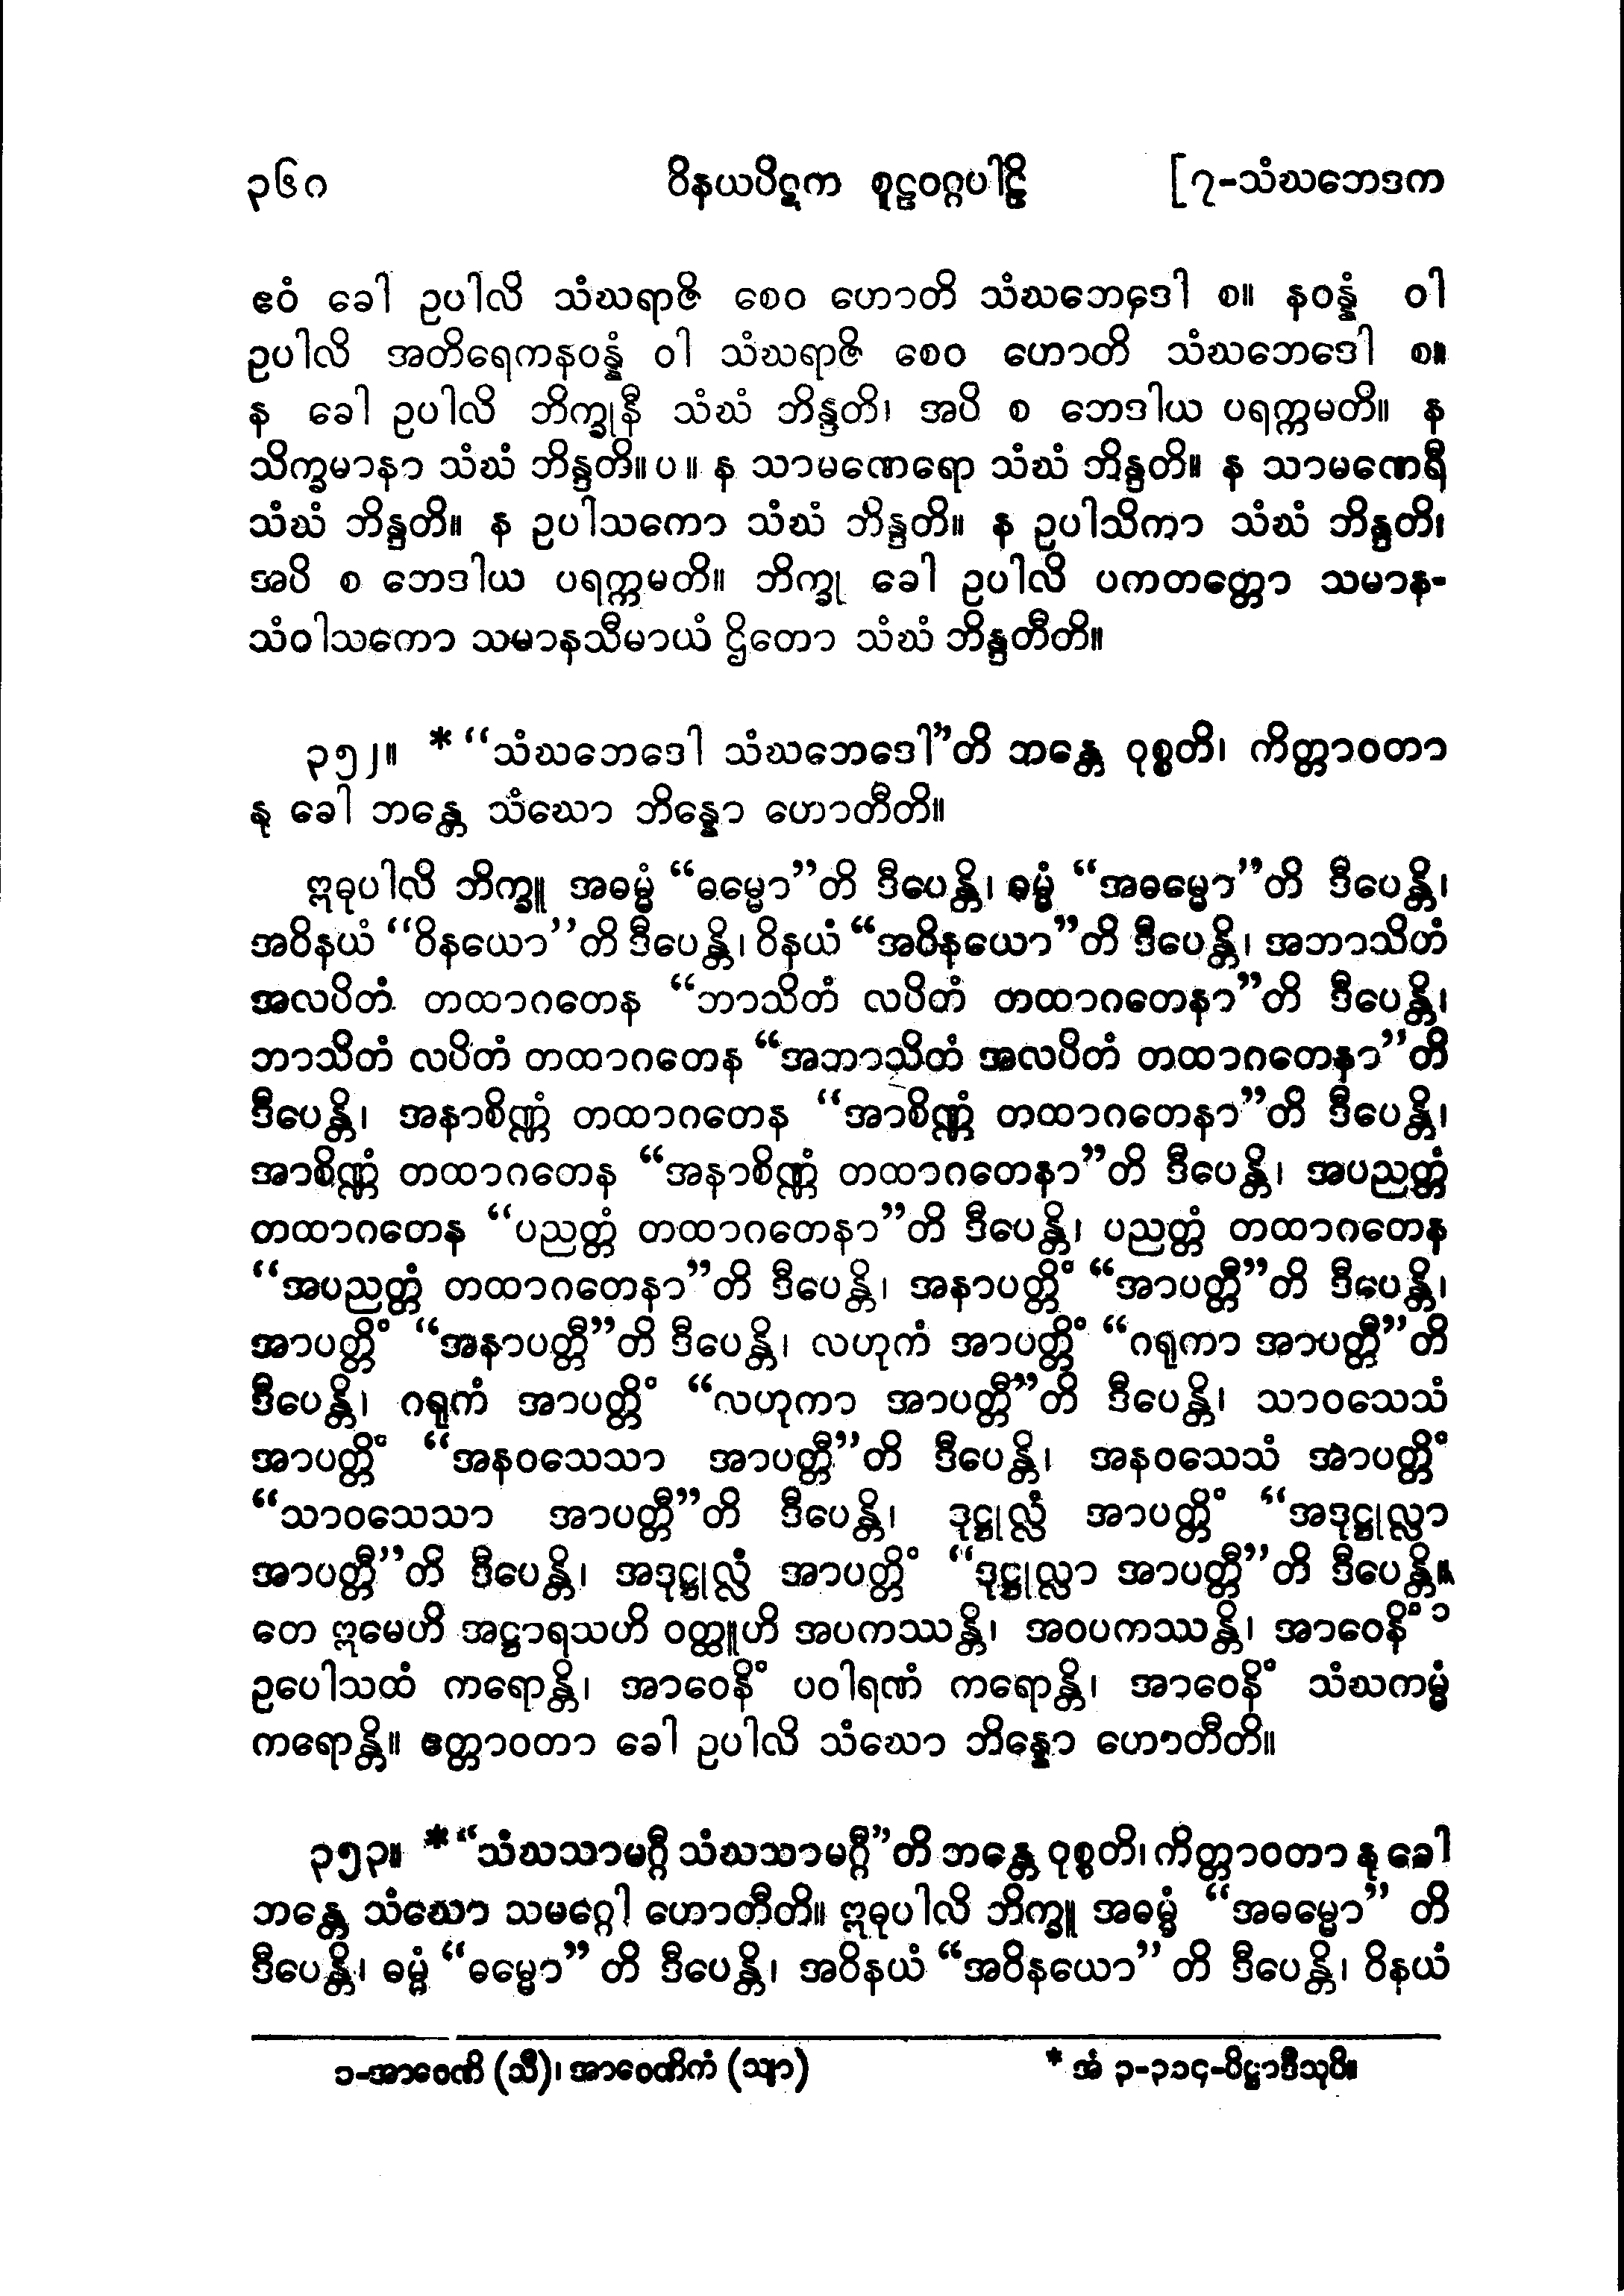 ၃၆၈ ဝိနယပိဋက စူဠဝဂ္ဂပါဠိ [၇-သံဃဘေဒက
ဧဝံ ခေါ ဥပါလိ သံဃရာဇိ စေဝ ဟောတိ သံဃဘေဒေါ စ။ နဝန္နံ ဝါ
ဥပါလိ အတိရေကနဝန္နံ ဝါ သံဃရာဇိ စေဝ ဟောတိ သံဃဘေဒေါ စ။
န ခေါ ဥပါလိ ဘိက္ခုနီ သံဃံ ဘိန္ဒတိ၊ အပိ စ ဘေဒါယ ပရက္ကမတိ။ န
သိက္ခမာနာ သံဃံ ဘိန္ဒတိ။ ပ ။ န သာမဏေရော သံဃံ ဘိန္ဒတိ။ န သာမဏေရီ
သံဃံ ဘိန္ဒတိ။ န ဥပါသကော သံဃံ ဘိန္ဒတိ။ န ဥပါသိကာ သံဃံ ဘိန္ဒတိ၊
အပိ စ ဘေဒါယ ပရက္ကမတိ။ ဘိက္ခု ခေါ ဥပါလိ ပကတတ္တော သမာန-
သံဝါသကော သမာနသီမာယံ ဌိတော သံဃံ ဘိန္ဒတီတိ။
၃၅၂။ * “သံဃဘေဒေါ သံဃဘေဒေါ”တိ ဘန္တေ ဝုစ္စတိ၊ ကိတ္တာဝတာ
နု ခေါ ဘန္တေ သံဃော ဘိန္နော ဟောတီတိ။
ဣဓုပါလိ ဘိက္ခူ အဓမ္မံ “ဓမ္မော”တိ ဒီပေန္တိ၊ ဓမ္မံ “အဓမ္မော”တိ ဒီပေန္တိ၊
အဝိနယံ “ဝိနယော”တိ ဒီပေန္တိ၊ ဝိနယံ “အဝိနယော”တိ ဒီပေန္တိ၊ အဘာသိတံ
အလပိတံ တထာဂတေန “ဘာသိတံ လပိတံ တထာဂတေနာ”တိ ဒီပေန္တိ၊
ဘာသိတံ လပိတံ တထာဂတေန “အဘာသိတံ အလပိတံ တထာဂတေနာ”တိ
ဒီပေန္တိ၊ အနာစိဏ္ဏံ တထာဂတေန “အာစိဏ္ဏံ တထာဂတေနာ”တိ ဒီပေန္တိ၊
အာစိဏ္ဏံ တထာဂတေန “အနာစိဏ္ဏံ တထာဂတေနာ”တိ ဒီပေန္တိ၊ အပညတ္တံ
တထာဂတေန “ပညတ္တံ တထာဂတေနာ”တိ ဒီပေန္တိ၊ ပညတ္တံ တထာဂတေန
“အပညတ္တံ တထာဂတေနာ”တိ ဒီပေန္တိ၊ အနာပတ္တိံ “အာပတ္တီ”တိ ဒီပေန္တိ၊
အာပတ္တိံ “အနာပတ္တီ”တိ ဒီပေန္တိ၊ လဟုကံ အာပတ္တိံ “ဂရုကာ အာပတ္တီ”တိ
ဒီပေန္တိ၊ ဂရုကံ အာပတ္တိံ “လဟုကာ အာပတ္တီ”တိ ဒီပေန္တိ၊ သာဝသေသံ
အာပတ္တိံ “အနဝသေသာ အာပတ္တီ”တိ ဒီပေန္တိ၊ အနဝသေသံ အာပတ္တိံ
“သာဝသေသာ အာပတ္တီ”တိ ဒီပေန္တိ၊ ဒုဋ္ဌုလ္လံ အာပတ္တိံ “အဒုဋ္ဌုလ္လာ
အာပတ္တီ”တိ ဒီပေန္တိ၊ အဒုဋ္ဌုလ္လံ အာပတ္တိံ “ဒုဋ္ဌုလ္လာ အာပတ္တီ”တိ ဒီပေန္တိ။
တေ ဣမေဟိ အဋ္ဌာရသဟိ ဝတ္ထူဟိ အပကဿန္တိ၊ အဝပကဿန္တိ၊ အာဝေနိံ ၁
ဥပေါသထံ ကရောန္တိ၊ အာဝေနိံ ပဝါရဏံ ကရောန္တိ၊ အာဝေနိံ သံဃကမ္မံ
ကရောန္တိ။ ဧတ္တာဝတာ ခေါ ဥပါလိ သံဃော ဘိန္နော ဟောတီတိ။
၃၅၃။ * “သံဃသာမဂ္ဂီ သံဃသာမဂ္ဂီ”တိ ဘန္တေ ဝုစ္စတိ၊ ကိတ္တာဝတာ နု ခေါ
ဘန္တေ သံဃော သမဂ္ဂေါ ဟောတီတိ။ ဣဓုပါလိ ဘိက္ခူ အဓမ္မံ “အဓမ္မော” တိ
ဒီပေန္တိ၊ ဓမ္မံ “ဓမ္မော” တိ ဒီပေန္တိ၊ အဝိနယံ “အဝိနယော” တိ ဒီပေန္တိ၊ ဝိနယံ
၁-အာဝေဏိ (သီ)၊ အာဝေဏိကံ (သျာ) * အံ ၃-၃၁၄-ပိဋ္ဌာဒီသုပိ။